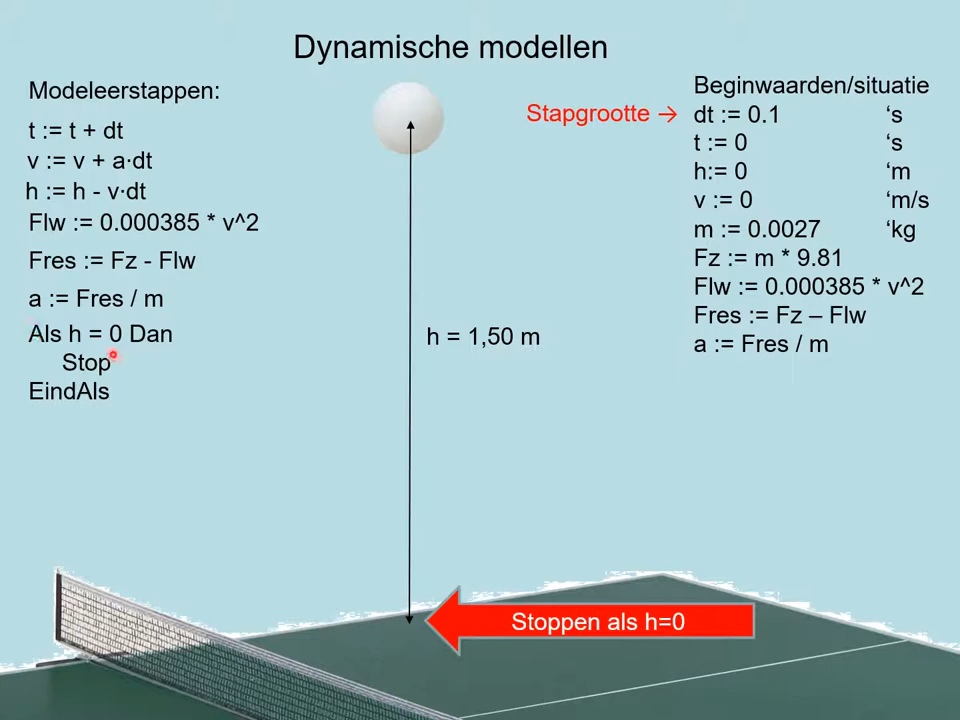 Dynamische modellen
Modeleerstappen:
t := t + dt
v := v + a·dt
h := h - v·dt
Flw := 0.000385 * v^2
Fres := Fz - Flw
a := Fres / m
Als h = 0 Dan
Stop
EindAls
h = 1,50 m
Stapgrootte →
Beginwaarden/situatie
dt := 0.1 ‘s
t := 0 ‘s
h:= 0 ‘m
v := 0 ‘m/s
m := 0.0027 ‘kg
Fz := m * 9.81
Flw := 0.000385 * v^2
Fres := Fz – Flw
a := Fres / m
Stoppen als h=0